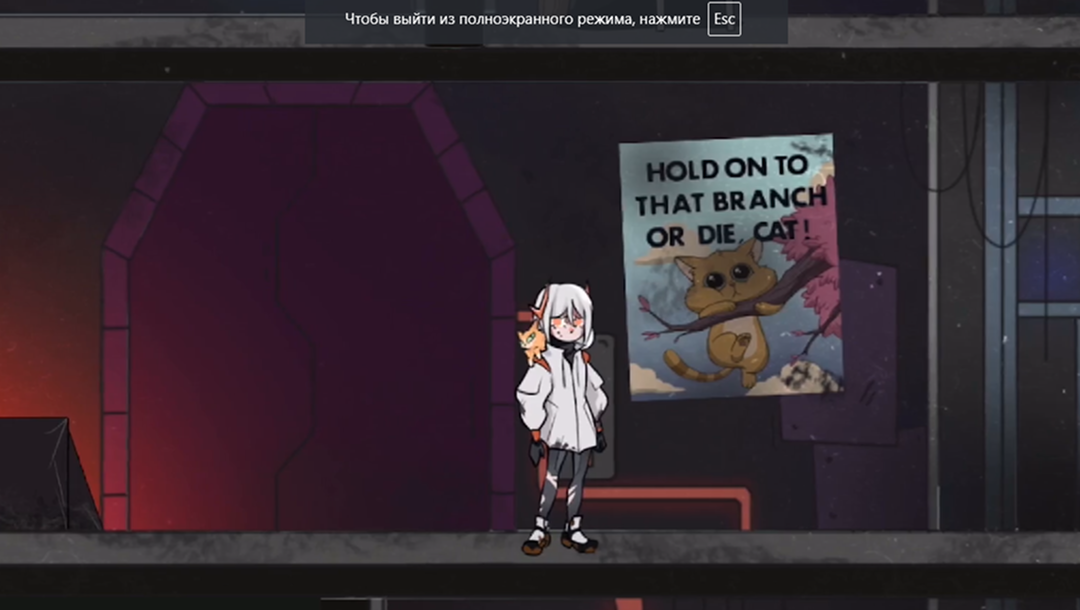 Чтобы выйти из полноэкранного режима, нажмите Esc
HOLD ON TO
THAT BRANCH
OR DIE, CAT!